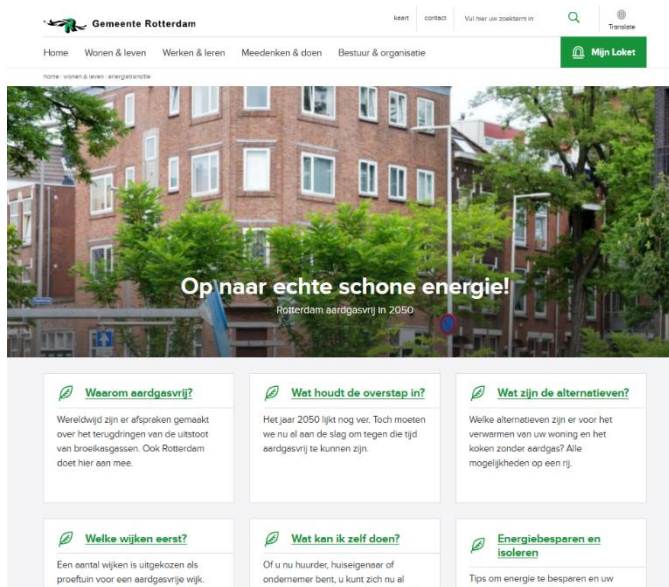 Gemeente Rotterdam
kaart contact Vul hier uw zoekterm in
Translate
Home Wonen & leven Werken & leren Meedenken & doen Bestuur & organisatie
Mijn Loket
home wonen & leven energietransitie
Op naar echte schone energie!
Rotterdam aardgasvrij in 2050
Waarom aardgasvrij?
Wereldwijd zijn er afspraken gemaakt
over het terugdringen van de uitstoot
van broeikasgassen. Ook Rotterdam
doet hier aan mee.
Wat houdt de overstap in?
Het jaar 2050 lijkt nog ver. Toch moeten
we nu al aan de slag om tegen die tijd
aardgasvrij te kunnen zijn.
Wat zijn de alternatieven?
Welke alternatieven zijn er voor het
verwarmen van uw woning en het
koken zonder aardgas? Alle
mogelijkheden op een rij.
Welke wijken eerst?
Een aantal wijken is uitgekozen als
proeftuin voor een aardgasvrije wijk.
Wat kan ik zelf doen?
Of u nu huurder, huiseigenaar of
ondernemer bent, u kunt zich nu al
Energiebesparen en
isoleren
Tips om energie te besparen en uw